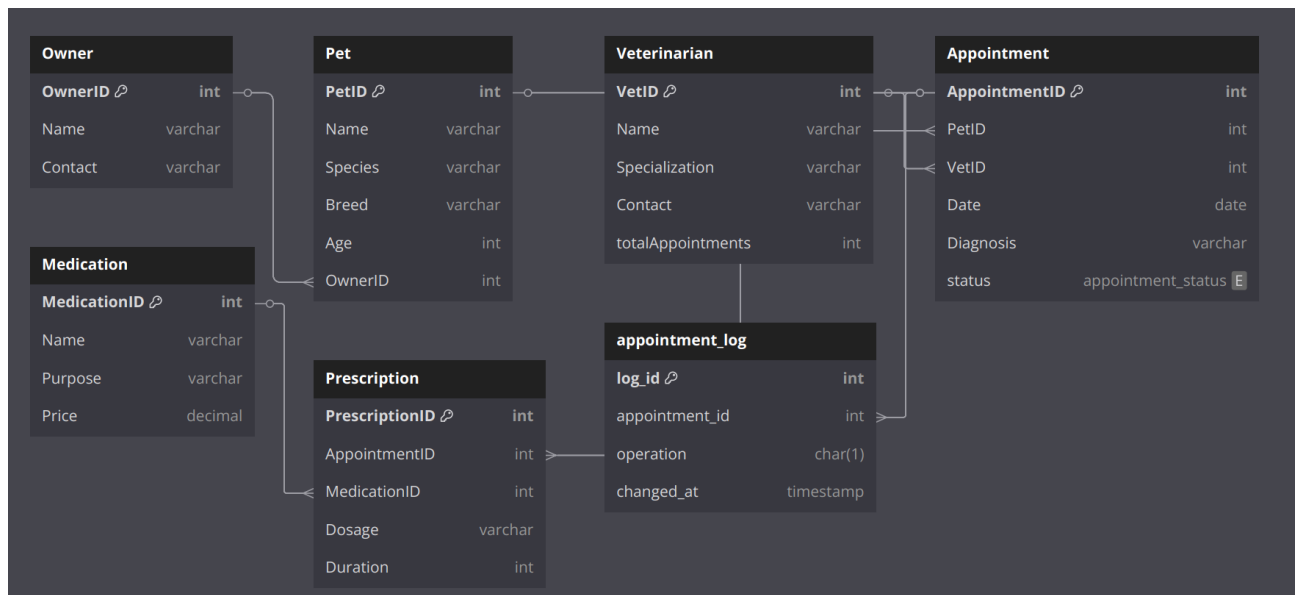 Owner
OwnerID int
Name varchar
Contact varchar
Pet
PetID int
Name varchar
Species varchar
Breed varchar
Age int
OwnerID int
Veterinarian
VetID int
Name varchar
Specialization varchar
Contact varchar
totalAppointments int
Appointment
AppointmentID int
PetID int
VetID int
Date date
Diagnosis varchar
status appointment_status E
Medication
MedicationID int
Name varchar
Purpose varchar
Price decimal
Prescription
PrescriptionID int
AppointmentID int
MedicationID int
Dosage varchar
Duration int
appointment_log
log_id int
appointment_id int
operation char(1)
changed_at timestamp